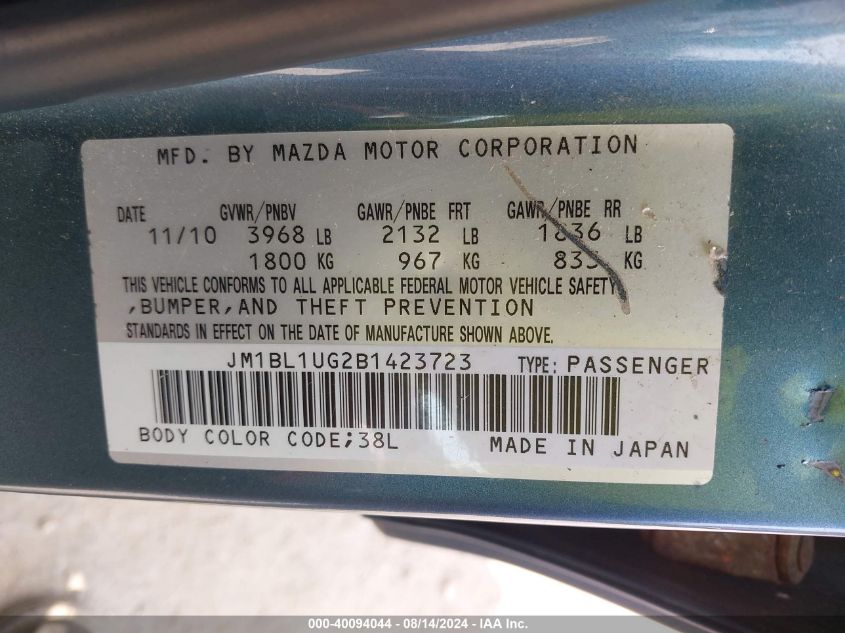 MFD. BY MAZDA MOTOR CORPORATION
DATE GVWR/PNBV GAWR/PNBE FRT GAWR/PNBE RR
11/10 3968 LB 2132 LB 1836 LB
1800 KG 967 KG KG
THIS VEHICLE CONFORMS TO ALL APPLICABLE FEDERAL MOTOR VEHICLE SAFETY
,BUMPER,AND THEFT PREVENTION
STANDARDS IN EFFECT ON THE DATE OF MANUFACTURE SHOWN ABOVE.
JM1BL1UG2B1423723 TYPE: PASSENGER
BODY COLOR CODE;38L MADE IN JAPAN
000-40094044 - 08/14/2024 - IAA Inc.